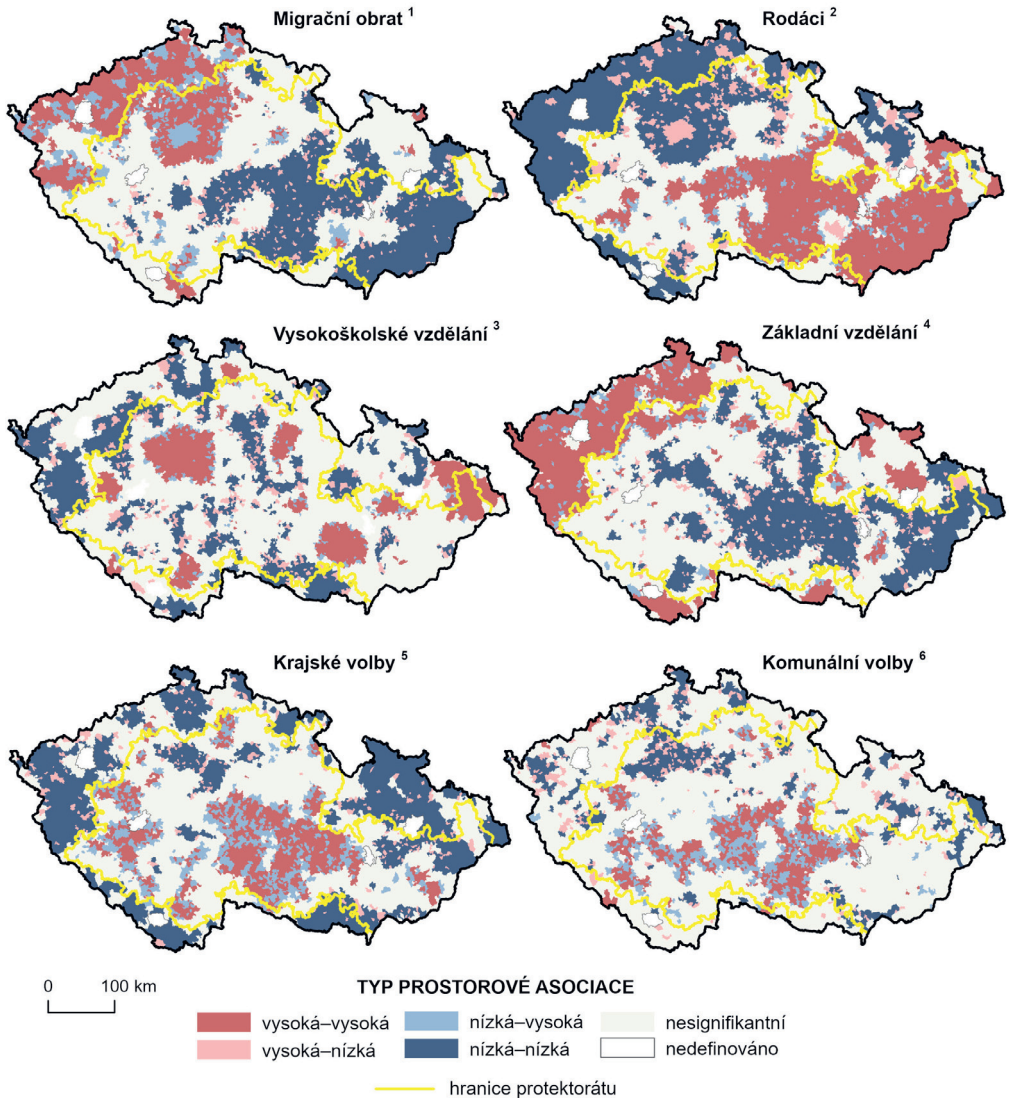 Migrační obrat 1
Rodáci 2
Vysokoškolské vzdělání 3
Základní vzdělání 4
Krajské volby 5
Komunální volby 6
0 100 km
TYP PROSTOROVÉ ASOCIACE
vysoká–vysoká nízká–vysoká nesignifikantní
vysoká–nízká nízká–nízká nedefinováno
hranice protektorátu